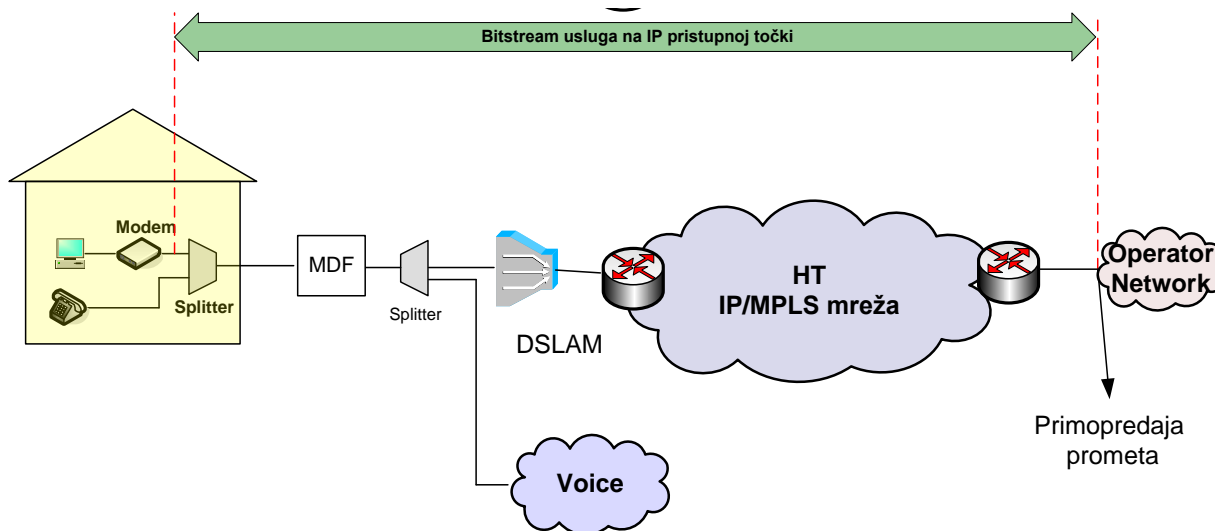 Bitstream usluga na IP pristupnoj točki
Modem
Splitter
MDF
Splitter
DSLAM
HT
IP/MPLS mreža
Operator
Network
Primopredaja
prometa
Voice